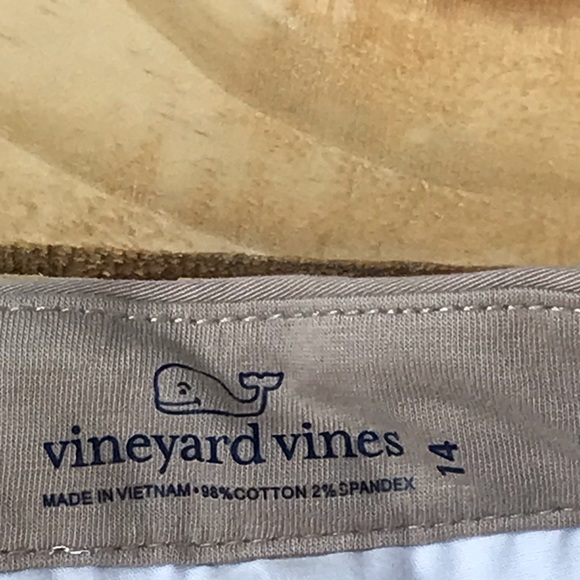 vineyard vines
14
MADE IN VIETNAM•98%COTTON 2%SPANDEX